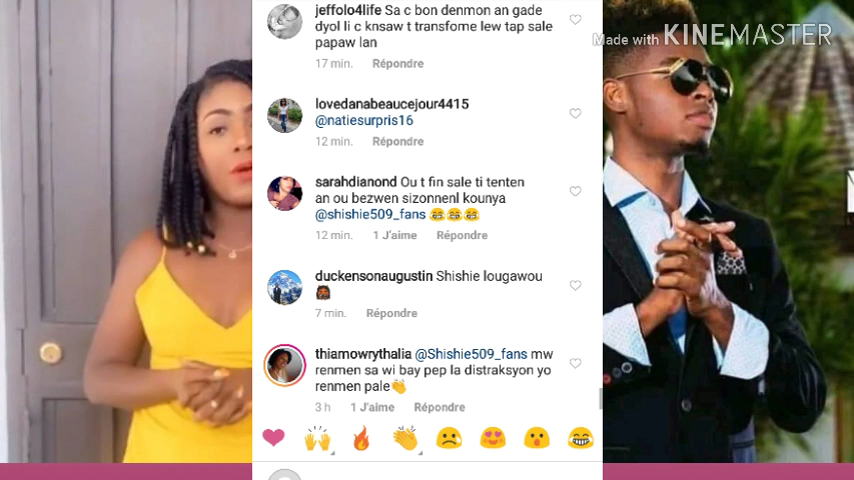 jeffolo4life Sa c bon denmon an gade
dyol li c knsaw t transfome lew tap sale
papaw lan
17 min. Répondre
Made with KINEMASTER
lovedanabeaucejour4415
@natiesurpris16
12 min. Répondre
sarahdianond Ou t fin sale ti tenten
an ou bezwen sizonnenl kounya
@shishie509_fans 😂😂😂
12 min. 1 J'aime Répondre
duckensonaugustin Shishie lougawou
7 min. Répondre
thiamowrythalia @Shishie509_fans mw
renmen sa wi bay pep la distraksyon yo
renmen pale👏
3 h 1 J'aime Répondre